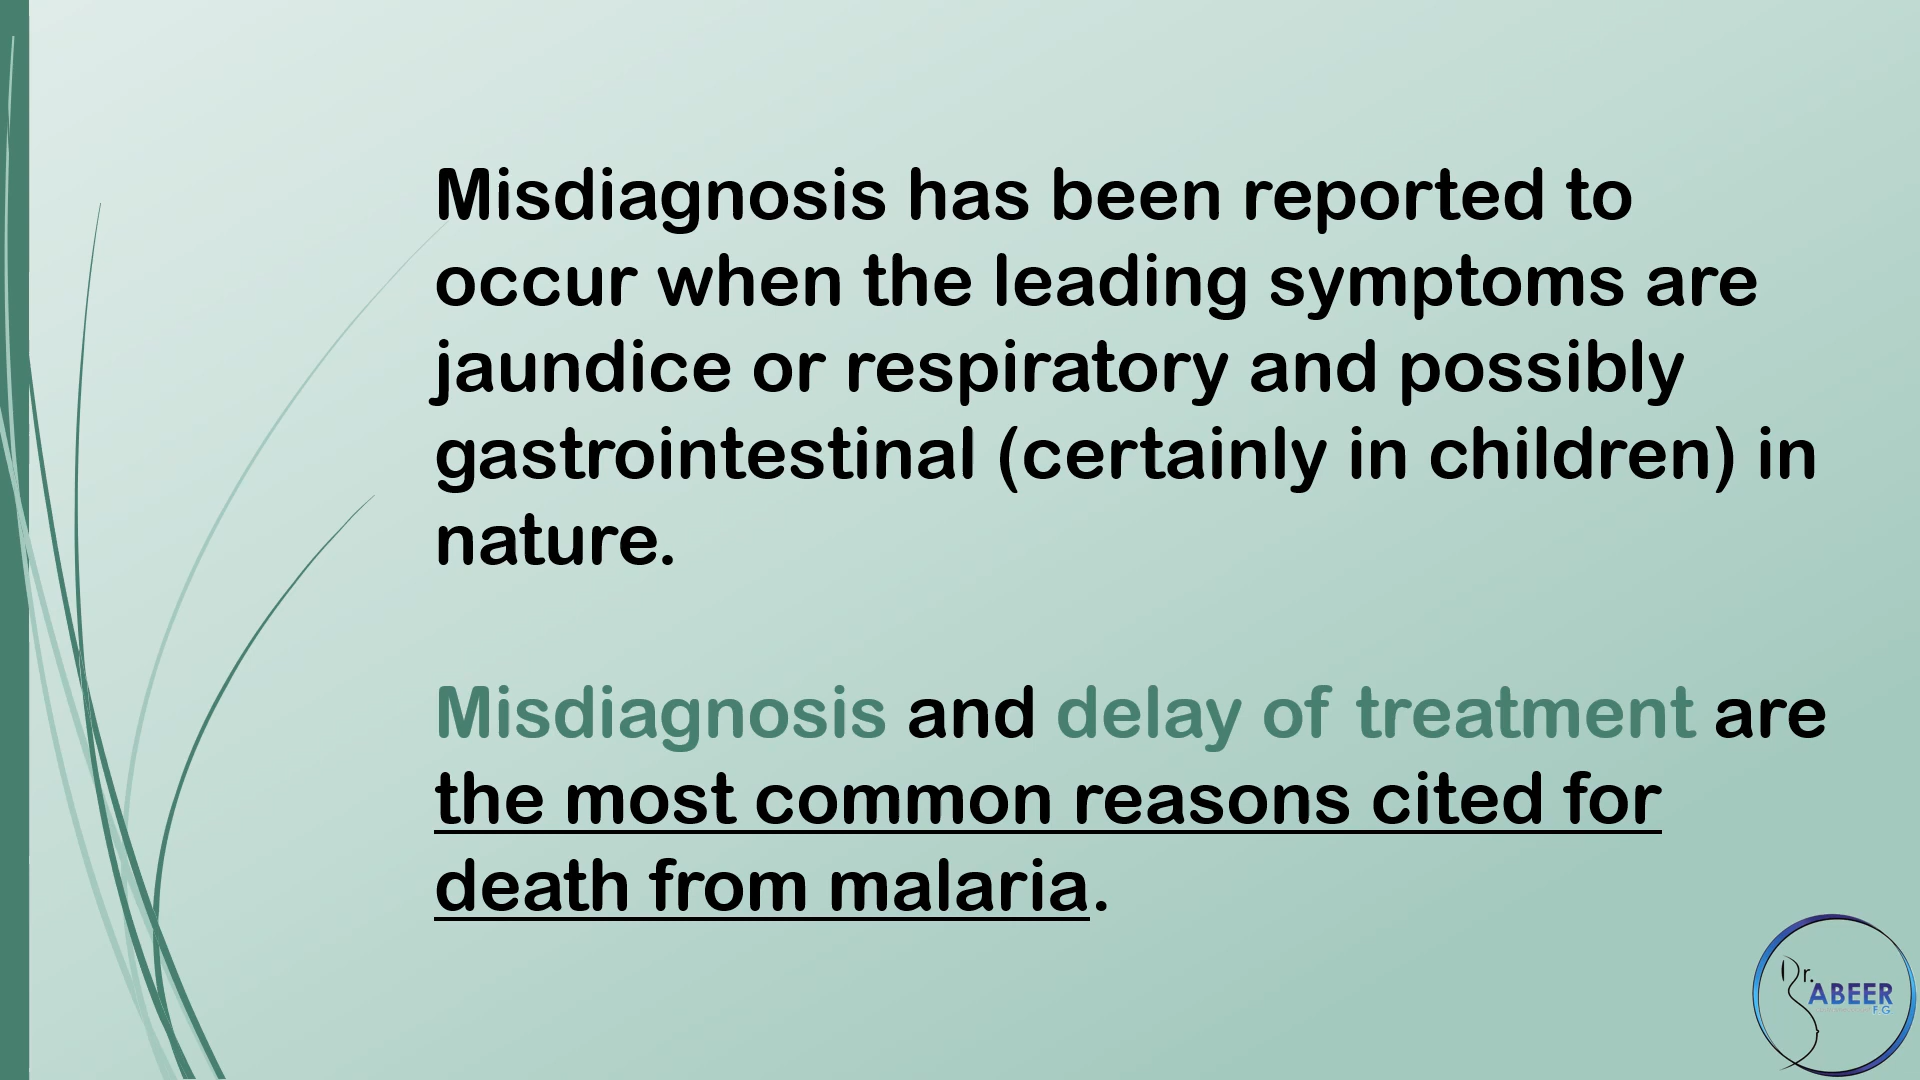 Misdiagnosis has been reported to
occur when the leading symptoms are
jaundice or respiratory and possibly
gastrointestinal (certainly in children) in
nature.
Misdiagnosis and delay of treatment are
the most common reasons cited for
death from malaria.
Dr.
ABEER
F.G